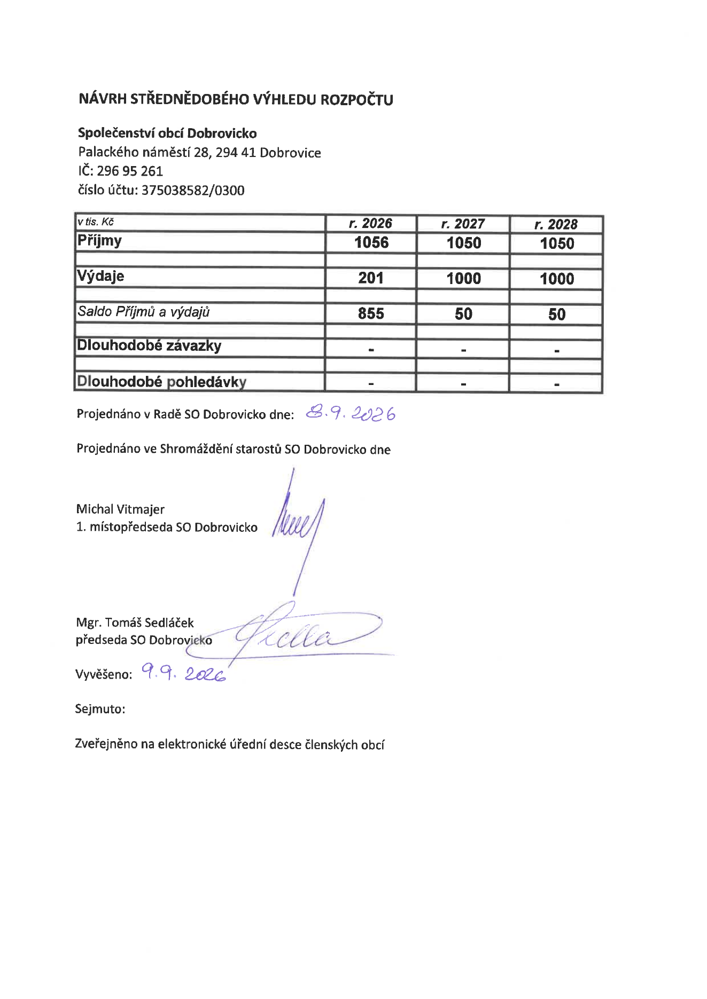 NÁVRH STŘEDNĚDOBÉHO VÝHLEDU ROZPOČTU
Společenství obcí Dobrovicko
Palackého náměstí 28, 294 41 Dobrovice
IČ: 296 95 261
číslo účtu: 375038582/0300
v tis. Kč r. 2026 r. 2027 r. 2028
Příjmy 1056 1050 1050
Výdaje 201 1000 1000
Saldo Příjmů a výdajů 855 50 50
Dlouhodobé závazky - - -
Dlouhodobé pohledávky - - -
Projednáno v Radě SO Dobrovicko dne: 8.9.2026
Projednáno ve Shromáždění starostů SO Dobrovicko dne
Michal Vitmajer
1. místopředseda SO Dobrovicko
Mgr. Tomáš Sedláček
předseda SO Dobrovicko
Vyvěšeno: 9.9.2026
Sejmuto:
Zveřejněno na elektronické úřední desce členských obcí